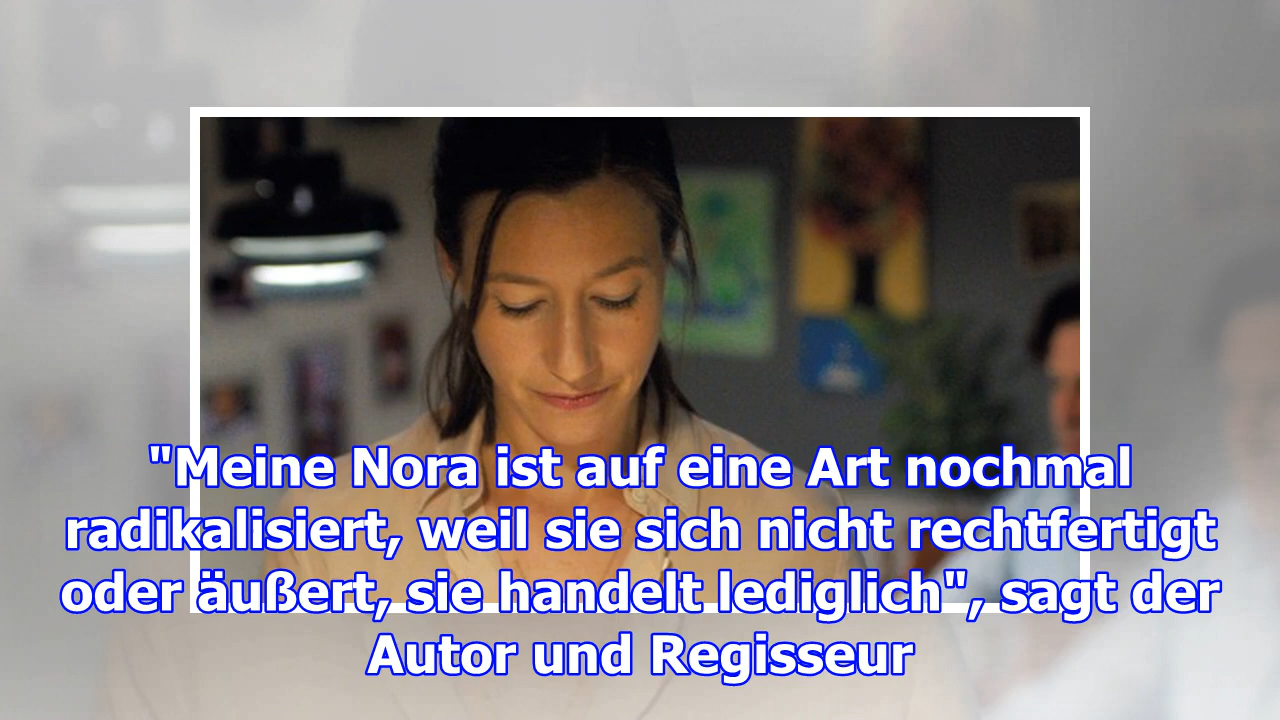 "Meine Nora ist auf eine Art nochmal
radikalisiert, weil sie sich nicht rechtfertigt
oder äußert, sie handelt lediglich", sagt der
Autor und Regisseur